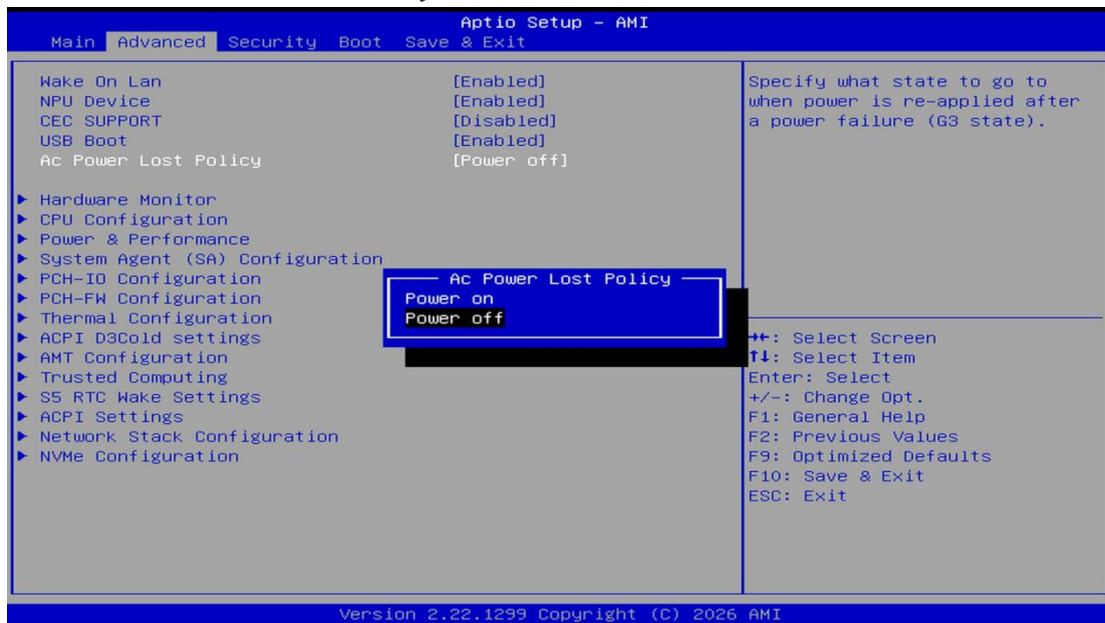 Aptio Setup – AMI
Main Advanced Security Boot Save & Exit
Wake On Lan [Enabled]
NPU Device [Enabled]
CEC SUPPORT [Disabled]
USB Boot [Enabled]
Ac Power Lost Policy [Power off]
Hardware Monitor
CPU Configuration
Power & Performance
System Agent (SA) Configuration
PCH-IO Configuration
PCH-FW Configuration
Thermal Configuration
ACPI D3Cold settings
AMT Configuration
Trusted Computing
S5 RTC Wake Settings
ACPI Settings
Network Stack Configuration
NVMe Configuration
Ac Power Lost Policy
Power on
Power off
Specify what state to go to
when power is re-applied after
a power failure (G3 state).
→←: Select Screen
↑↓: Select Item
Enter: Select
+/-: Change Opt.
F1: General Help
F2: Previous Values
F9: Optimized Defaults
F10: Save & Exit
ESC: Exit
Version 2.22.1299 Copyright (C) 2026 AMI